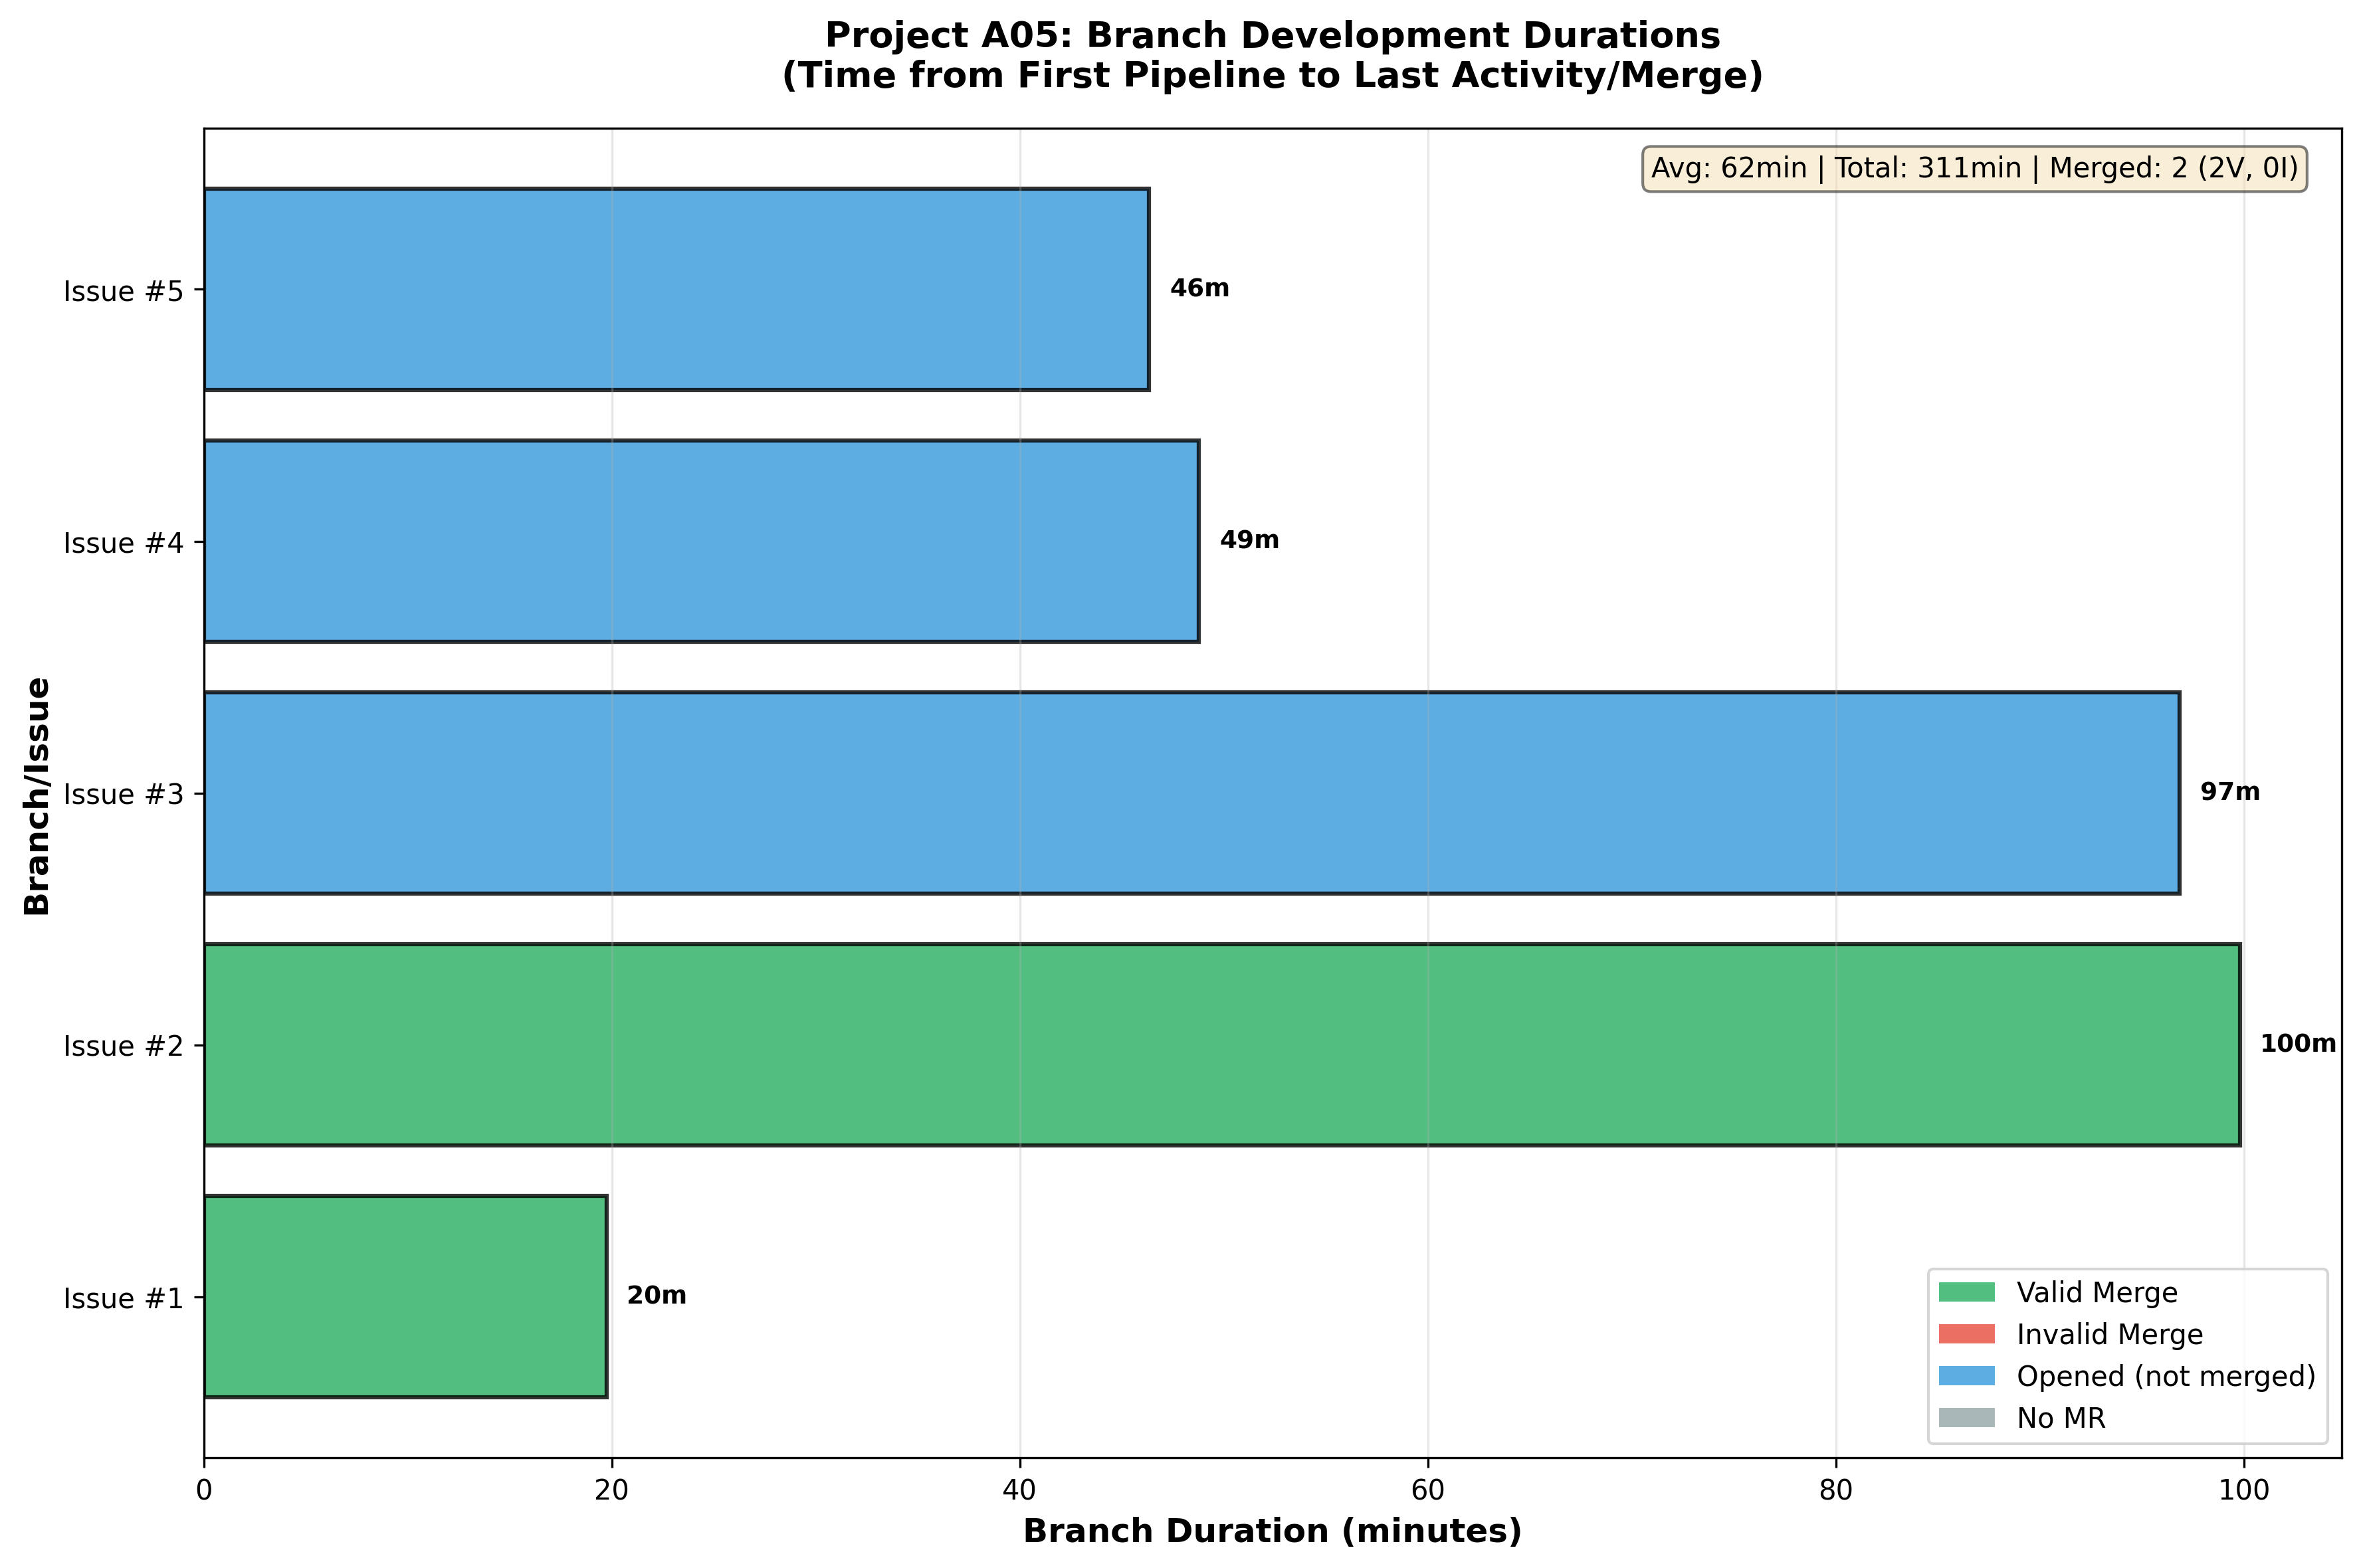 Project A05: Branch Development Durations
(Time from First Pipeline to Last Activity/Merge)
Avg: 62min | Total: 311min | Merged: 2 (2V, 0I)
Branch/Issue
Issue #5
46m
Issue #4
49m
Issue #3
97m
Issue #2
100m
Issue #1
20m
Valid Merge
Invalid Merge
Opened (not merged)
No MR
0 20 40 60 80 100
Branch Duration (minutes)